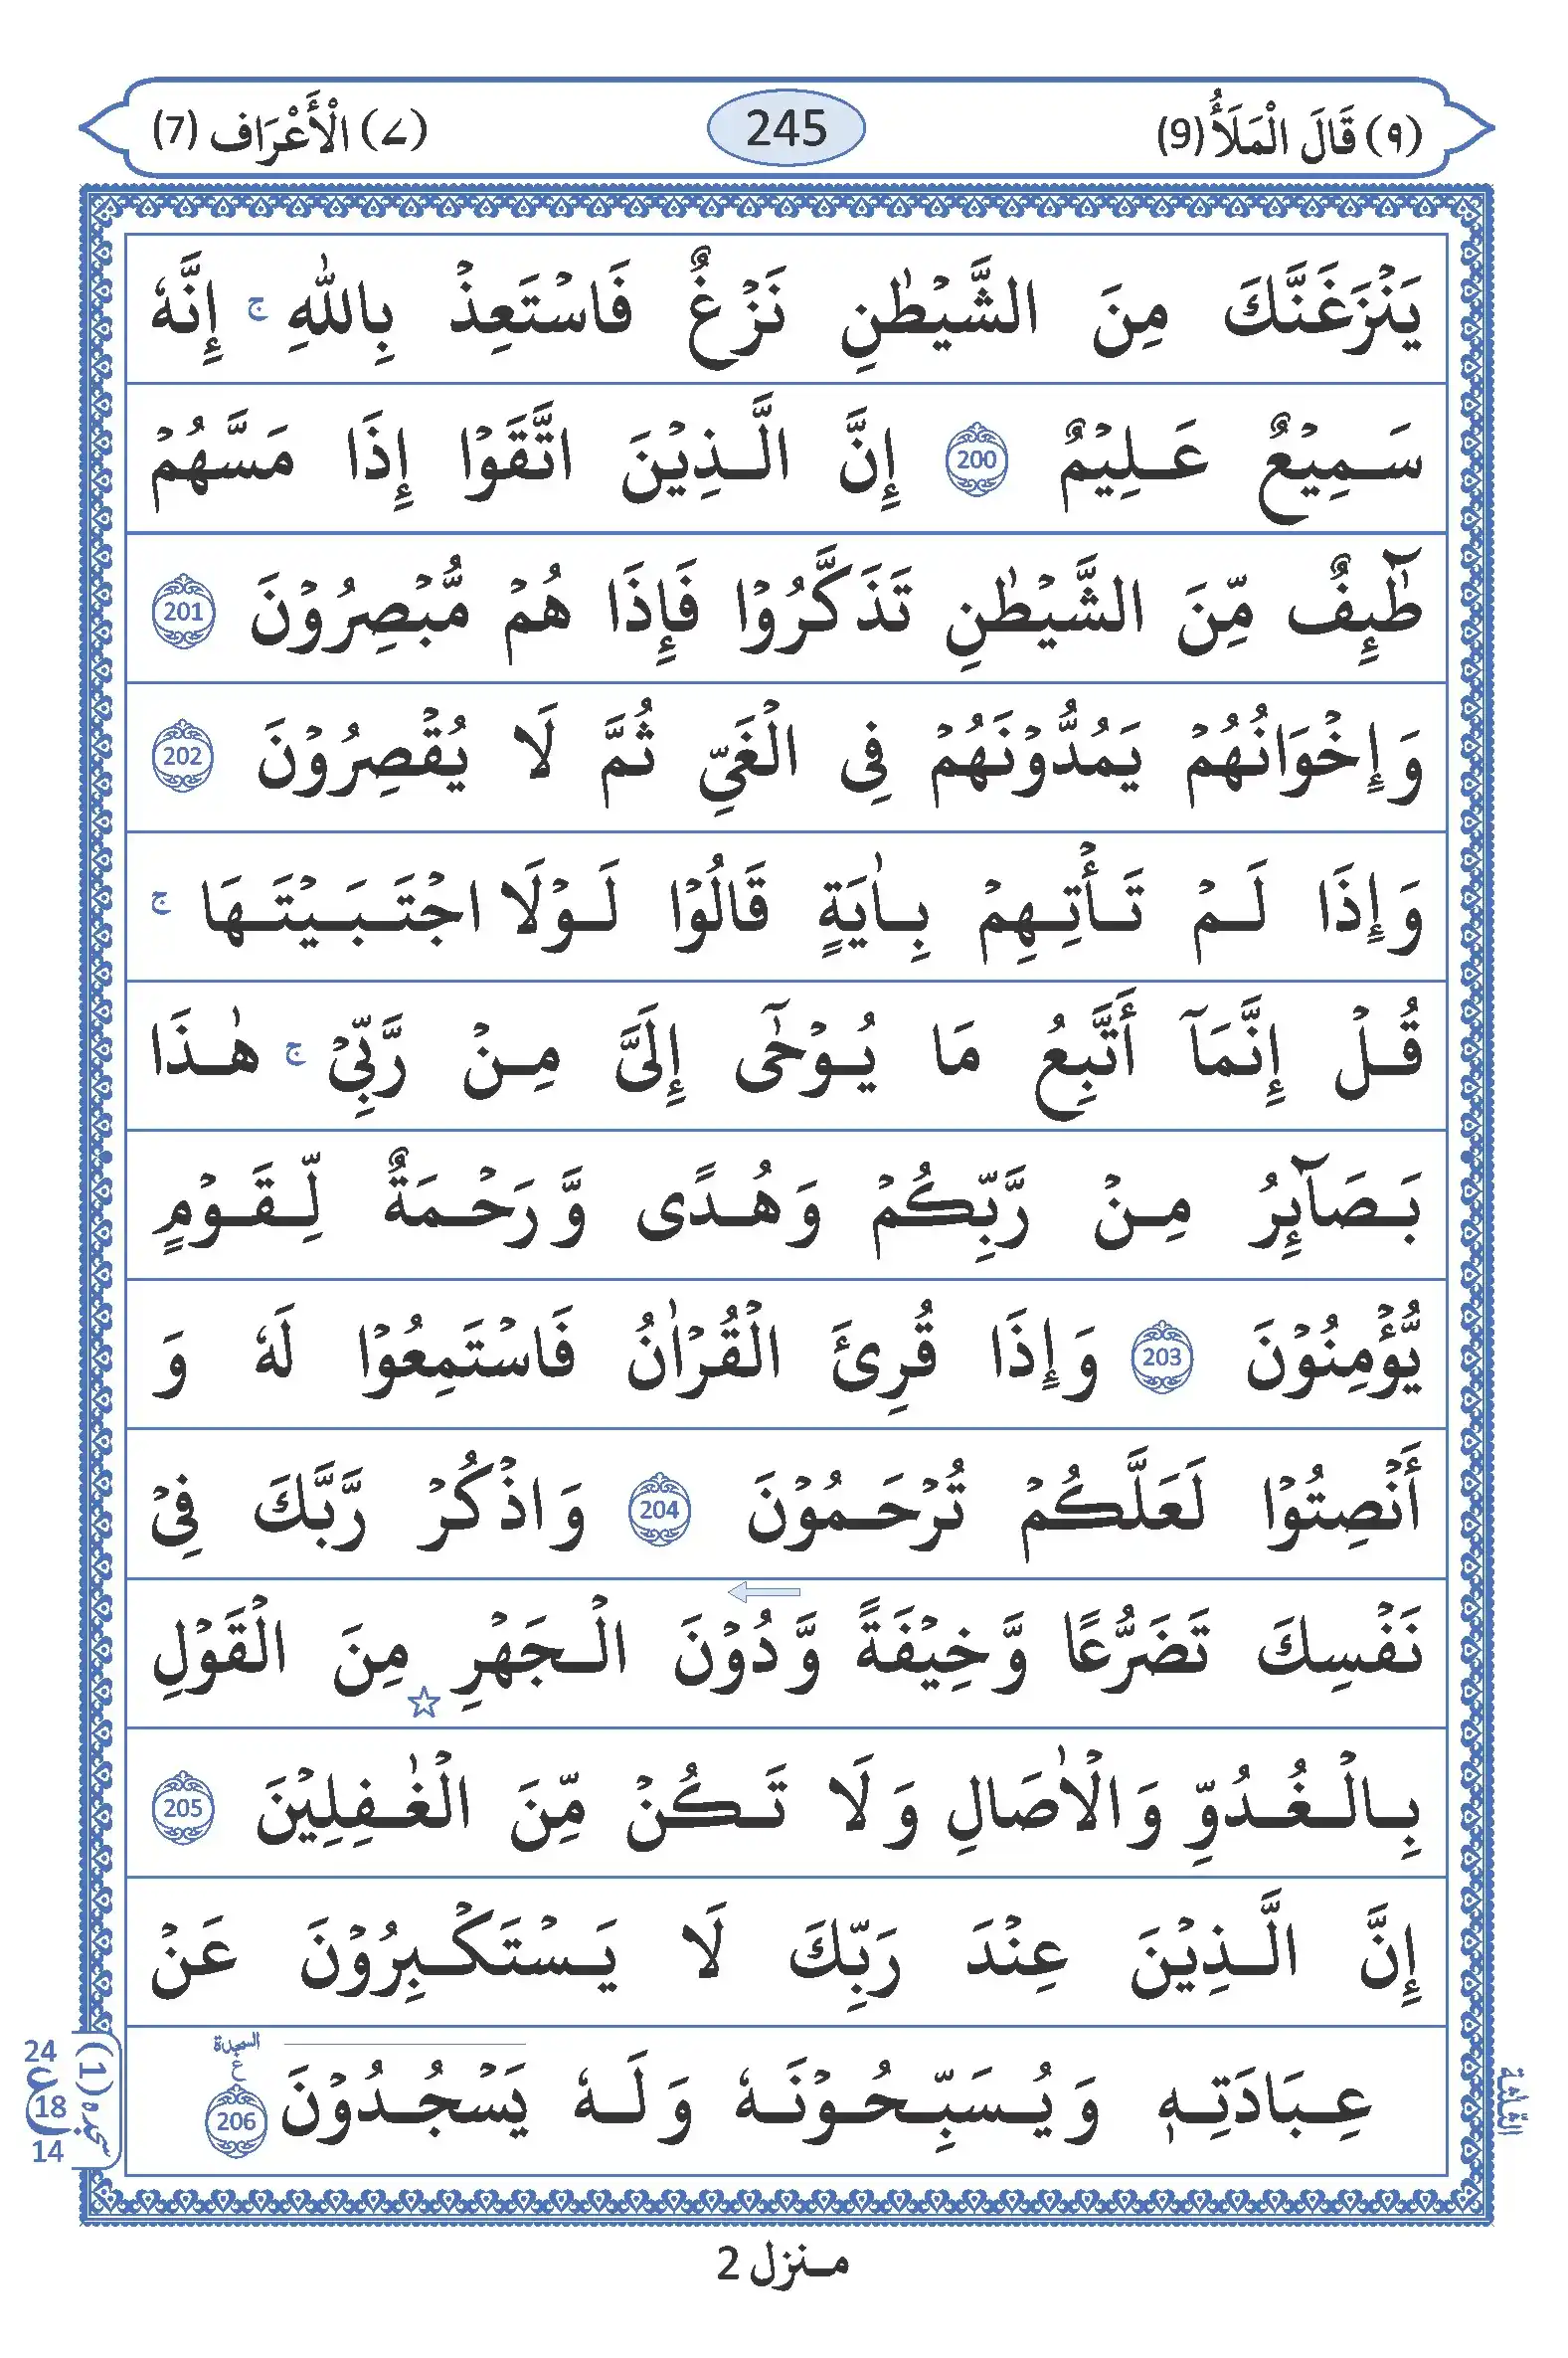 (٩) قَالَ الْمَلَأُ (9) 245 (٧) الْأَعْرَاف (7)
يَنْزَغَنَّكَ مِنَ الشَّيْطٰنِ نَزْغٌ فَاسْتَعِذْ بِاللّٰهِ ۚ إِنَّهٗ
سَمِيْعٌ عَلِيْمٌ 200 إِنَّ الَّذِيْنَ اتَّقَوْا إِذَا مَسَّهُمْ
طٰٓئِفٌ مِّنَ الشَّيْطٰنِ تَذَكَّرُوْا فَإِذَا هُمْ مُّبْصِرُوْنَ 201
وَإِخْوَانُهُمْ يَمُدُّوْنَهُمْ فِى الْغَيِّ ثُمَّ لَا يُقْصِرُوْنَ 202
وَإِذَا لَمْ تَأْتِهِمْ بِاٰيَةٍ قَالُوْا لَوْلَا اجْتَبَيْتَهَا ۚ
قُلْ إِنَّمَآ أَتَّبِعُ مَا يُوْحٰٓى إِلَىَّ مِنْ رَّبِّىْ ۚ هٰذَا
بَصَآئِرُ مِنْ رَّبِّكُمْ وَهُدًى وَّرَحْمَةٌ لِّقَوْمٍ
يُّؤْمِنُوْنَ 203 وَإِذَا قُرِئَ الْقُرْاٰنُ فَاسْتَمِعُوْا لَهٗ وَ
أَنْصِتُوْا لَعَلَّكُمْ تُرْحَمُوْنَ 204 وَاذْكُرْ رَّبَّكَ فِىْ
نَفْسِكَ تَضَرُّعًا وَّخِيْفَةً وَّدُوْنَ الْجَهْرِ مِنَ الْقَوْلِ
بِالْغُدُوِّ وَالْاٰصَالِ وَلَا تَكُنْ مِّنَ الْغٰفِلِيْنَ 205
إِنَّ الَّذِيْنَ عِنْدَ رَبِّكَ لَا يَسْتَكْبِرُوْنَ عَنْ
عِبَادَتِهٖ وَيُسَبِّحُوْنَهٗ وَلَهٗ يَسْجُدُوْنَ 206
السجدة
ع
سجدہ (1)
24
ع
18
14
منزل 2